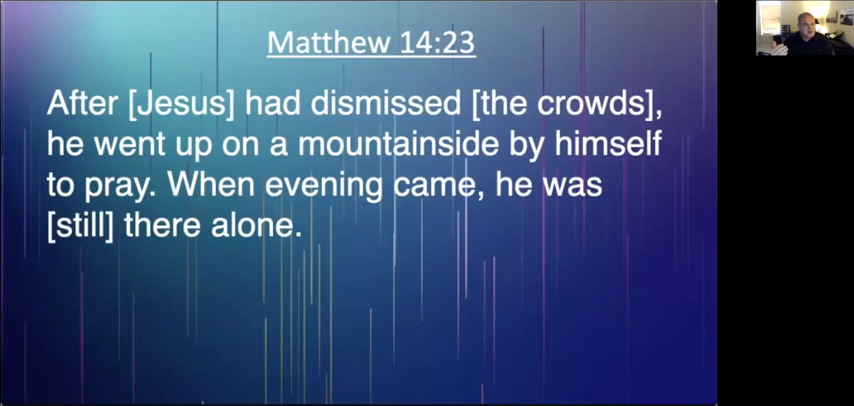 Matthew 14:23
After [Jesus] had dismissed [the crowds],
he went up on a mountainside by himself
to pray. When evening came, he was
[still] there alone.